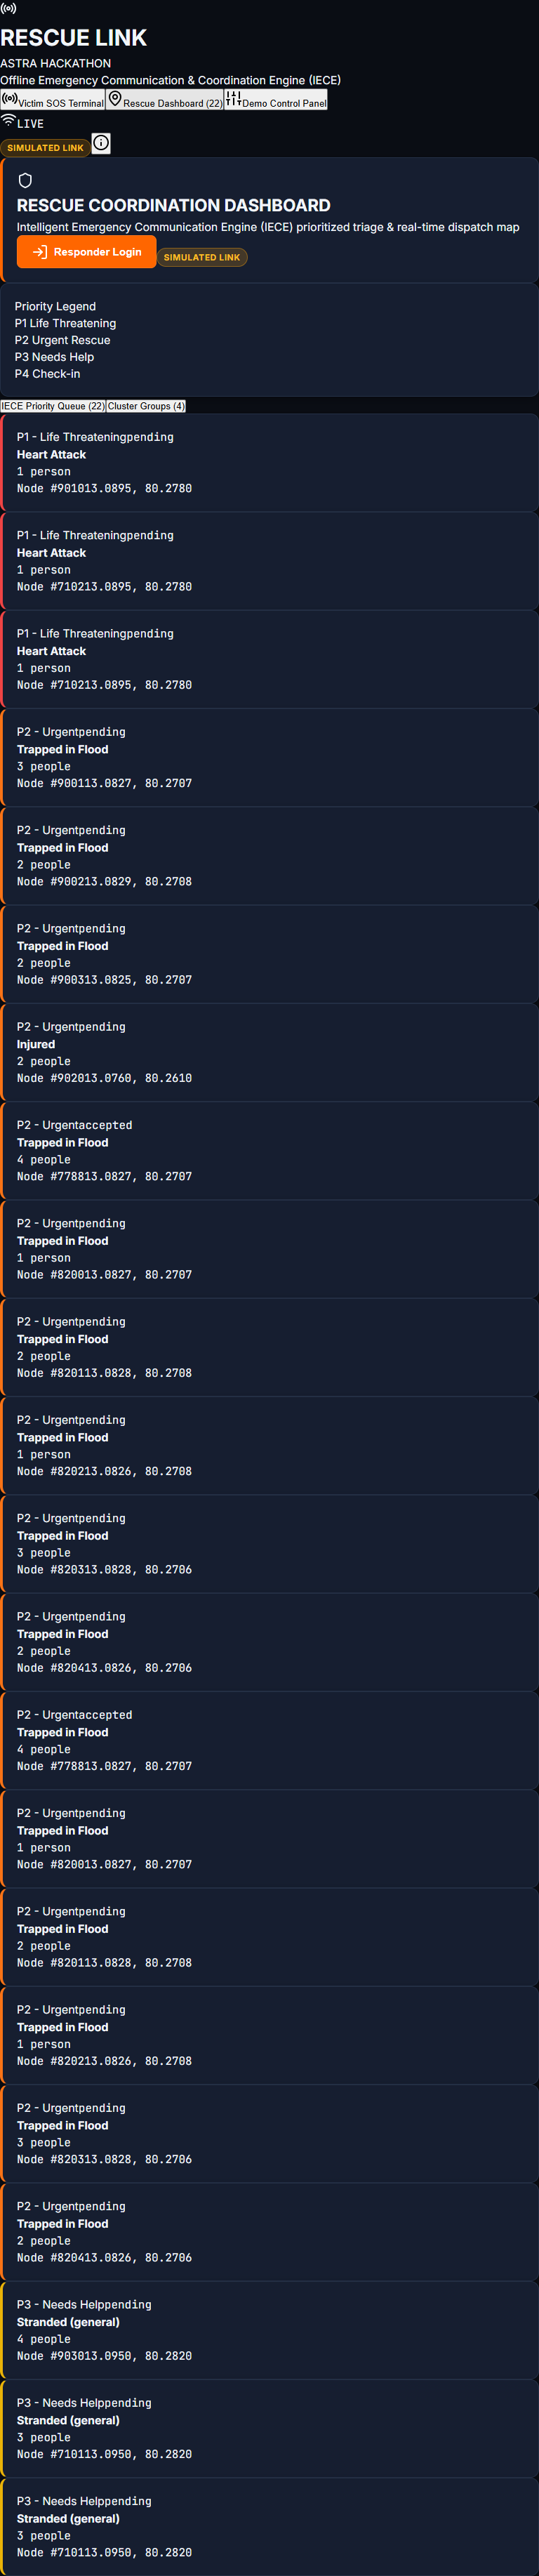 RESCUE LINK
ASTRA HACKATHON
Offline Emergency Communication & Coordination Engine (IECE)
Victim SOS Terminal Rescue Dashboard (22) Demo Control Panel
LIVE
SIMULATED LINK
RESCUE COORDINATION DASHBOARD
Intelligent Emergency Communication Engine (IECE) prioritized triage & real-time dispatch map
Responder Login SIMULATED LINK
Priority Legend
P1 Life Threatening
P2 Urgent Rescue
P3 Needs Help
P4 Check-in
IECE Priority Queue (22) Cluster Groups (4)
P1 - Life Threateningpending
Heart Attack
1 person
Node #901013.0895, 80.2780
P1 - Life Threateningpending
Heart Attack
1 person
Node #710213.0895, 80.2780
P1 - Life Threateningpending
Heart Attack
1 person
Node #710213.0895, 80.2780
P2 - Urgentpending
Trapped in Flood
3 people
Node #900113.0827, 80.2707
P2 - Urgentpending
Trapped in Flood
2 people
Node #900213.0829, 80.2708
P2 - Urgentpending
Trapped in Flood
2 people
Node #900313.0825, 80.2707
P2 - Urgentpending
Injured
2 people
Node #902013.0760, 80.2610
P2 - Urgentaccepted
Trapped in Flood
4 people
Node #778813.0827, 80.2707
P2 - Urgentpending
Trapped in Flood
1 person
Node #820013.0827, 80.2707
P2 - Urgentpending
Trapped in Flood
2 people
Node #820113.0828, 80.2708
P2 - Urgentpending
Trapped in Flood
1 person
Node #820213.0826, 80.2708
P2 - Urgentpending
Trapped in Flood
3 people
Node #820313.0828, 80.2706
P2 - Urgentpending
Trapped in Flood
2 people
Node #820413.0826, 80.2706
P2 - Urgentaccepted
Trapped in Flood
4 people
Node #778813.0827, 80.2707
P2 - Urgentpending
Trapped in Flood
1 person
Node #820013.0827, 80.2707
P2 - Urgentpending
Trapped in Flood
2 people
Node #820113.0828, 80.2708
P2 - Urgentpending
Trapped in Flood
1 person
Node #820213.0826, 80.2708
P2 - Urgentpending
Trapped in Flood
3 people
Node #820313.0828, 80.2706
P2 - Urgentpending
Trapped in Flood
2 people
Node #820413.0826, 80.2706
P3 - Needs Helppending
Stranded (general)
4 people
Node #903013.0950, 80.2820
P3 - Needs Helppending
Stranded (general)
3 people
Node #710113.0950, 80.2820
P3 - Needs Helppending
Stranded (general)
3 people
Node #710113.0950, 80.2820